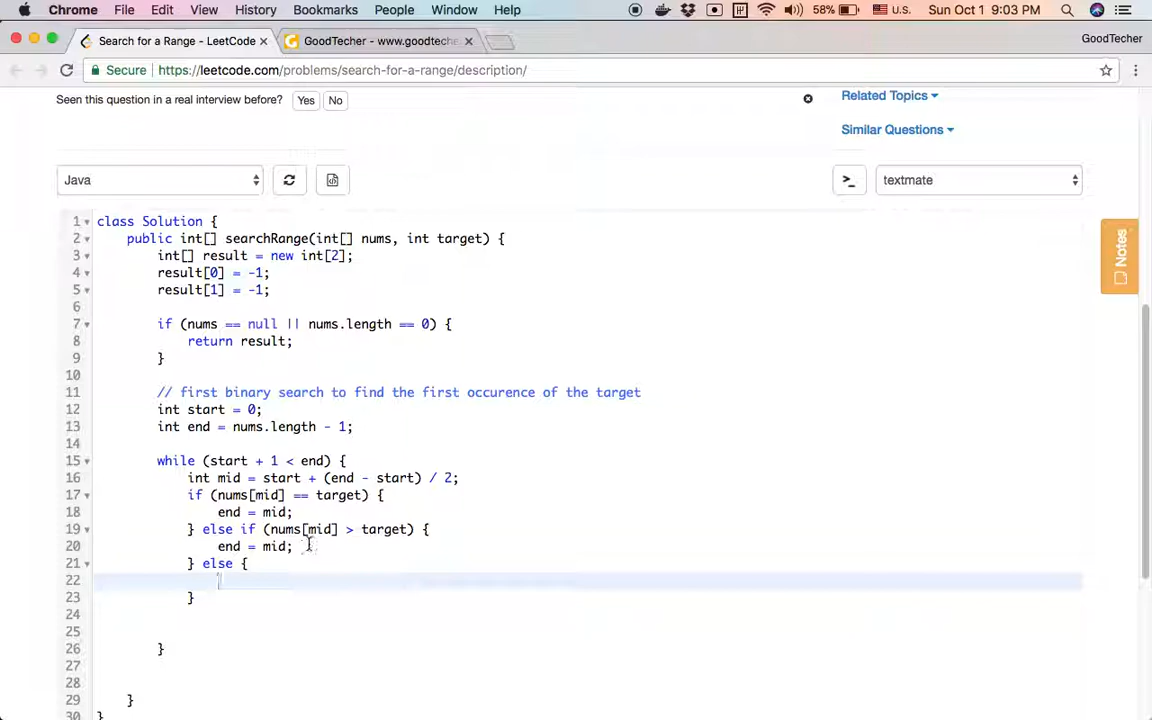 Chrome File Edit View History Bookmarks People Window Help 58% U.S. Sun Oct 1 9:03 PM
Search for a Range - LeetCode GoodTecher - www.goodteche GoodTecher
Secure https://leetcode.com/problems/search-for-a-range/description/
Seen this question in a real interview before? Yes No
Related Topics
Similar Questions
Java >_ textmate
Notes
1 class Solution {
2 public int[] searchRange(int[] nums, int target) {
3 int[] result = new int[2];
4 result[0] = -1;
5 result[1] = -1;
6
7 if (nums == null || nums.length == 0) {
8 return result;
9 }
10
11 // first binary search to find the first occurence of the target
12 int start = 0;
13 int end = nums.length - 1;
14
15 while (start + 1 < end) {
16 int mid = start + (end - start) / 2;
17 if (nums[mid] == target) {
18 end = mid;
19 } else if (nums[mid] > target) {
20 end = mid;
21 } else {
22
23 }
24
25
26 }
27
28
29 }
30 }